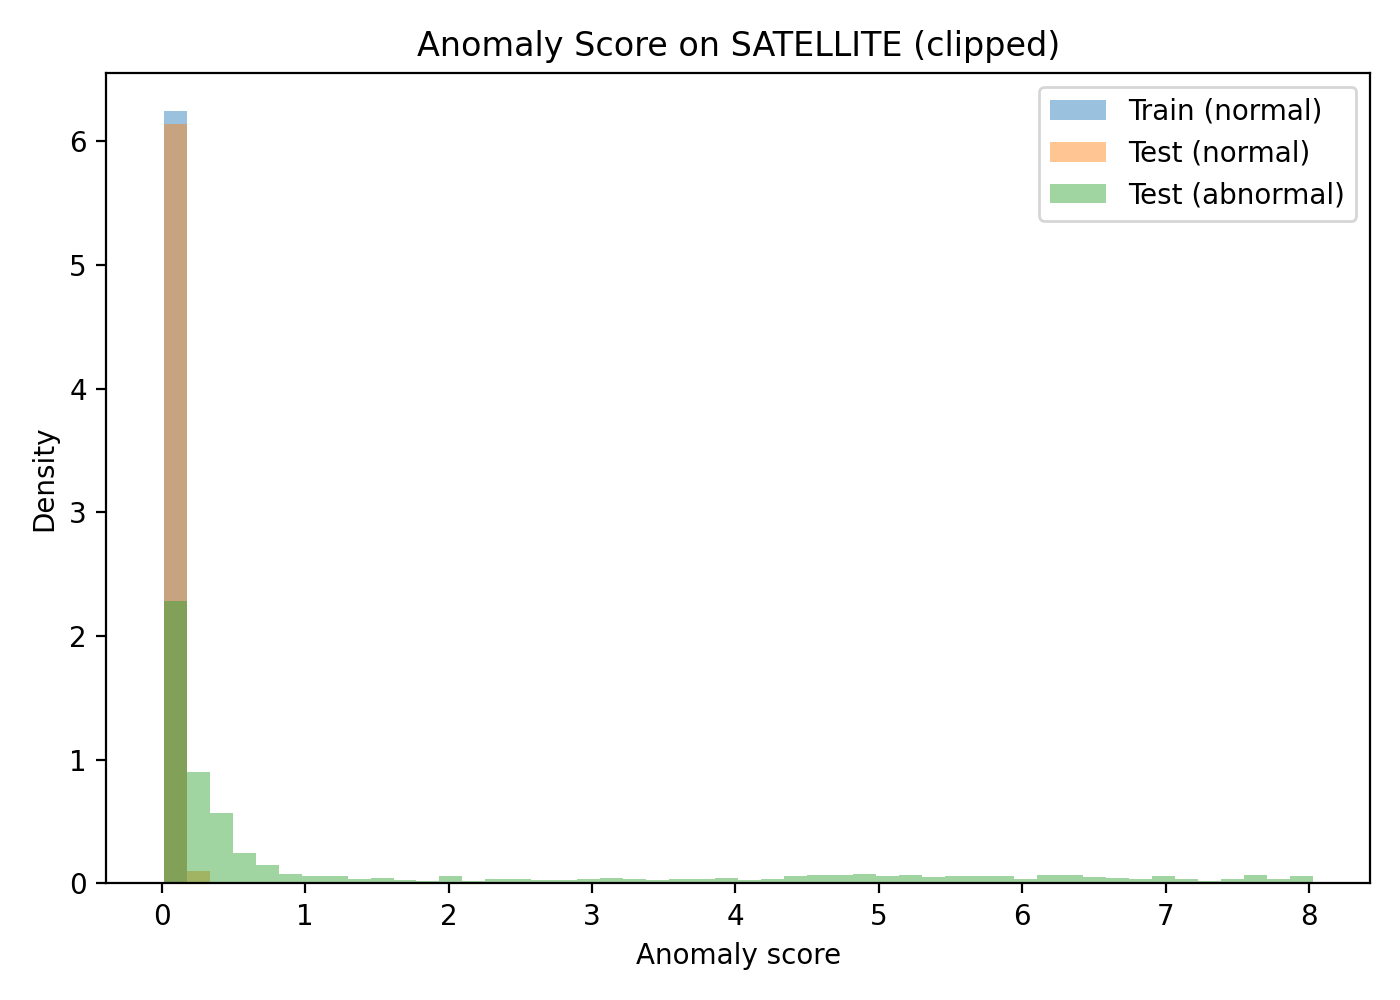 Anomaly Score on SATELLITE (clipped)
Train (normal)
Test (normal)
Test (abnormal)
Density
6
5
4
3
2
1
0
0 1 2 3 4 5 6 7 8
Anomaly score